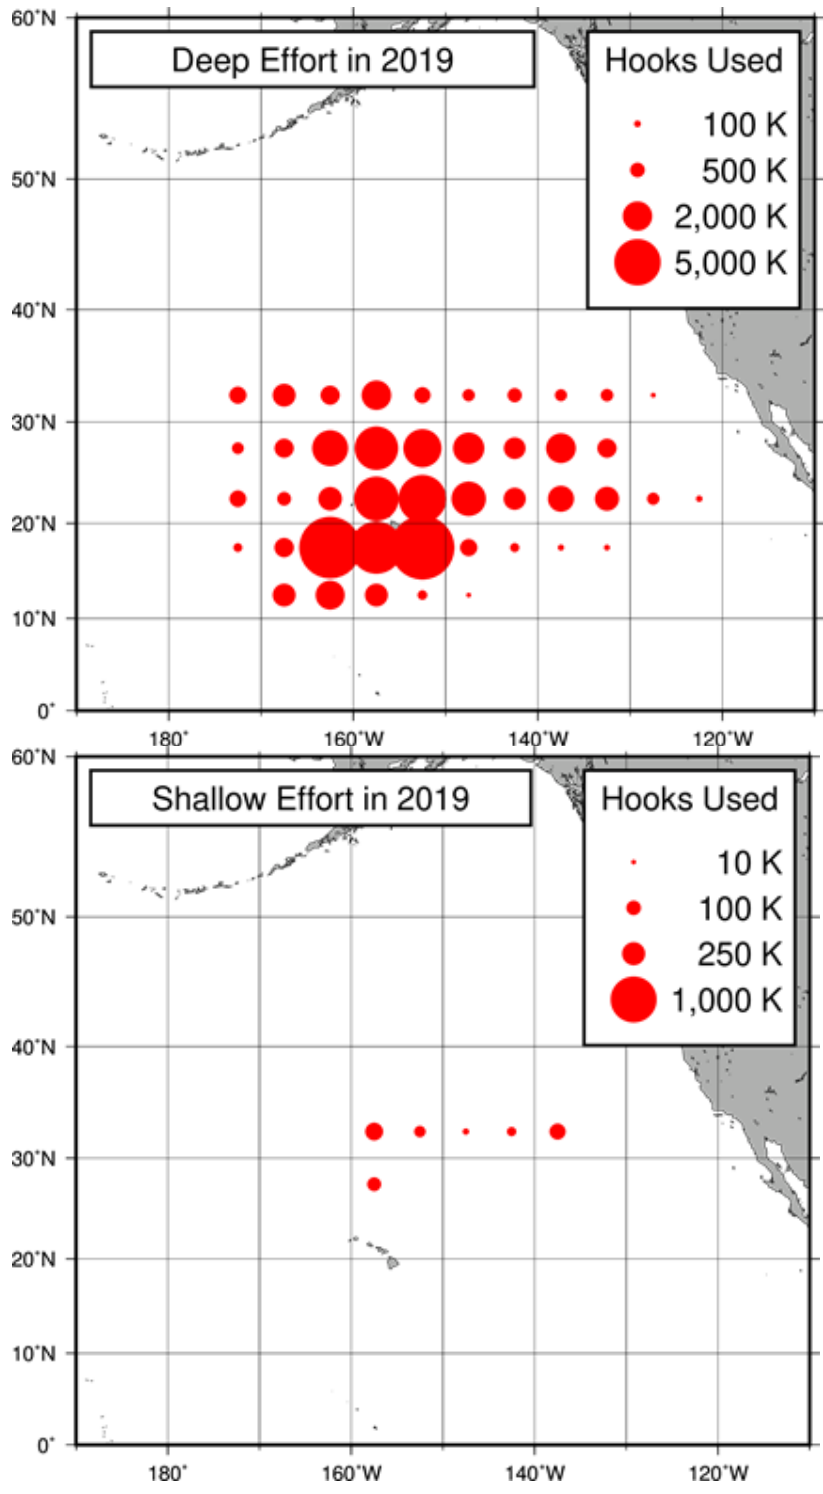 60˚N
Deep Effort in 2019
Hooks Used
100 K
500 K
2,000 K
5,000 K
50˚N
40˚N
30˚N
20˚N
10˚N
0˚
180˚ 160˚W 140˚W 120˚W
60˚N
Shallow Effort in 2019
Hooks Used
10 K
100 K
250 K
1,000 K
50˚N
40˚N
30˚N
20˚N
10˚N
0˚
180˚ 160˚W 140˚W 120˚W